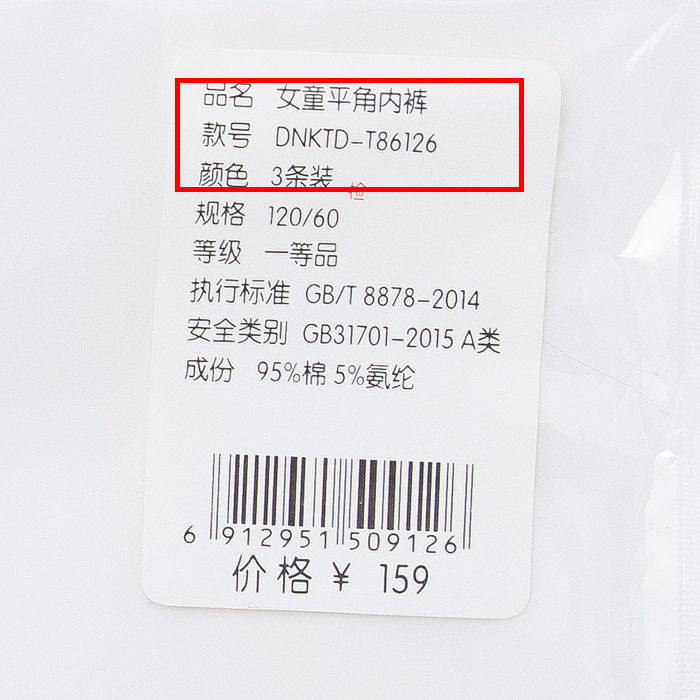 品名 女童平角内裤
款号 DNKTD-T86126
颜色 3条装
检
规格 120/60
等级 一等品
执行标准 GB/T 8878-2014
安全类别 GB31701-2015 A类
成份 95%棉 5%氨纶
6 912951 509126
价格 ¥ 159